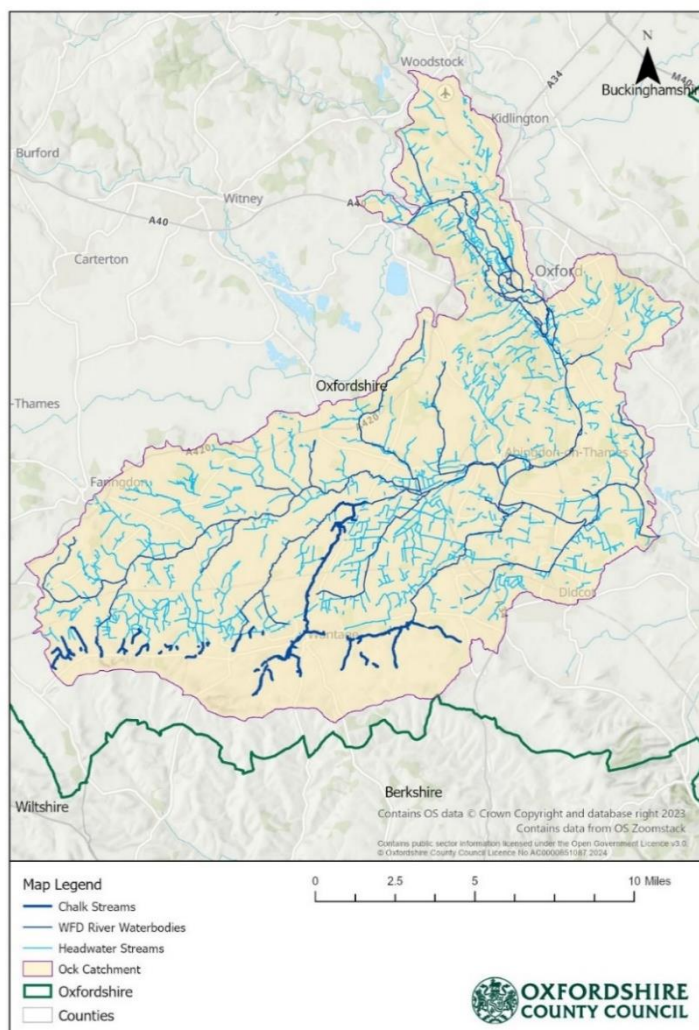 Woodstock
N
A34
M40
Buckinghamshir
Kidlington
Burford
Witney
A40
A40
Carterton
Oxford
Oxfordshire
-Thames
A420
A420
Abingdon-on-Thames
Faringdon
Didcot
Wantage
Berkshire
Wiltshire
Contains OS data © Crown Copyright and database right 2023
Contains data from OS Zoomstack
Contains public sector information licensed under the Open Government Licence v3.0
© Oxfordshire County Council Licence No AC0000851087 2024
Map Legend
Chalk Streams
WFD River Waterbodies
Headwater Streams
Ock Catchment
Oxfordshire
Counties
0 2.5 5 10 Miles
OXFORDSHIRE
COUNTY COUNCIL